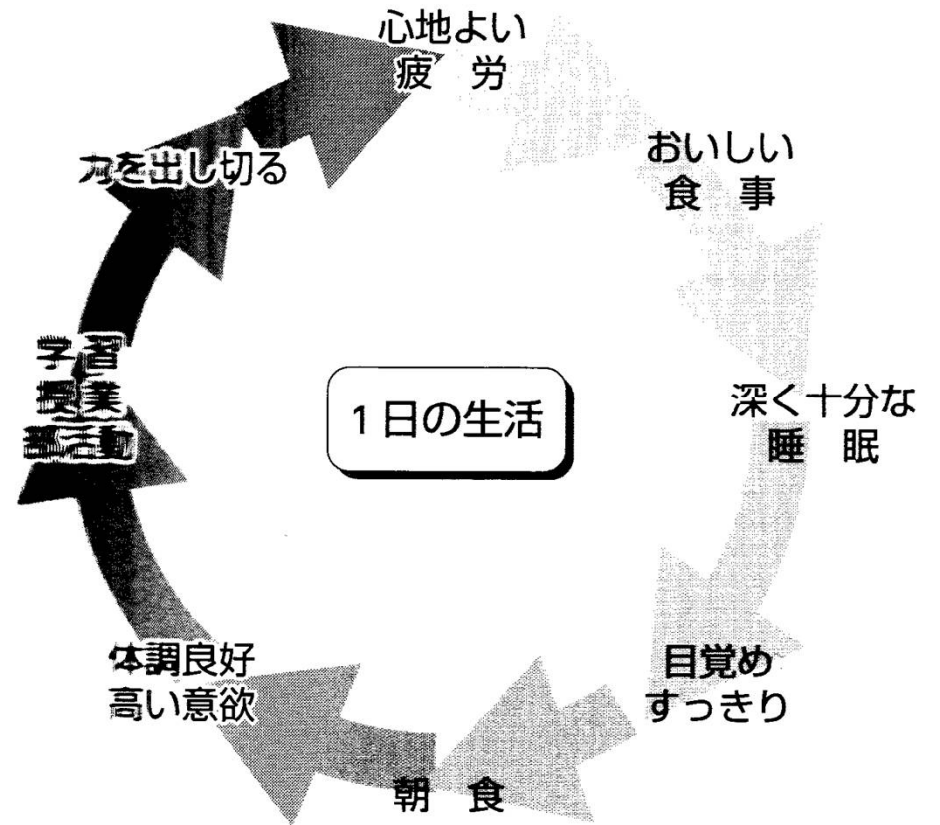 心地よい
疲 労
おいしい
食 事
深く十分な
睡 眠
目覚め
すっきり
朝 食
体調良好
高い意欲
学習
授業
部活動
力を出し切る
1日の生活